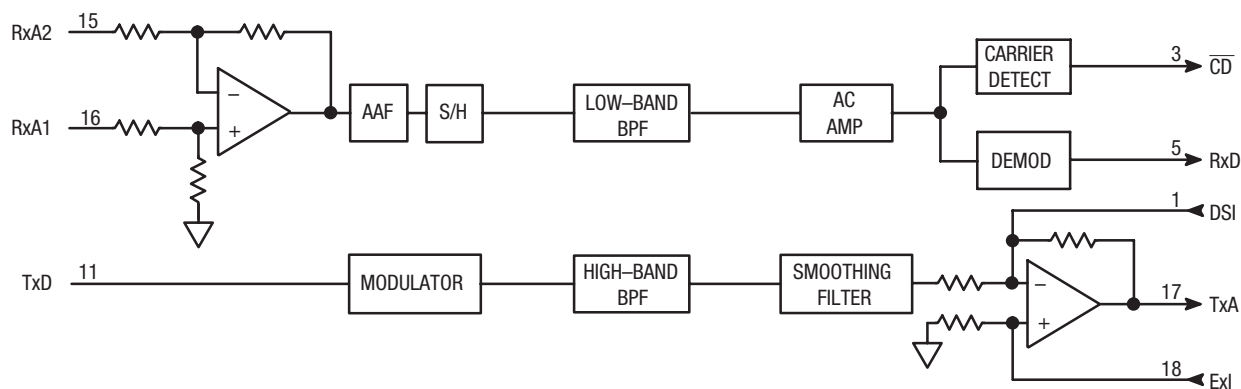 RxA2
15
RxA1
16
−
+
AAF
S/H
LOW–BAND
BPF
AC
AMP
CARRIER
DETECT
3
CD
DEMOD
5
RxD
1
DSI
TxD
11
MODULATOR
HIGH–BAND
BPF
SMOOTHING
FILTER
−
+
17
TxA
18
ExI